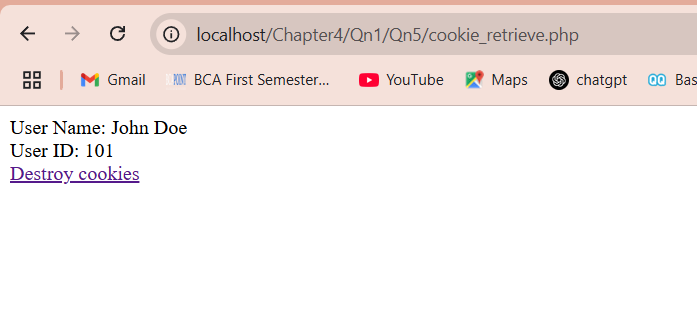 localhost/Chapter4/Qn1/Qn5/cookie_retrieve.php
Gmail BCA First Semester... YouTube Maps chatgpt Bas
User Name: John Doe
User ID: 101
Destroy cookies